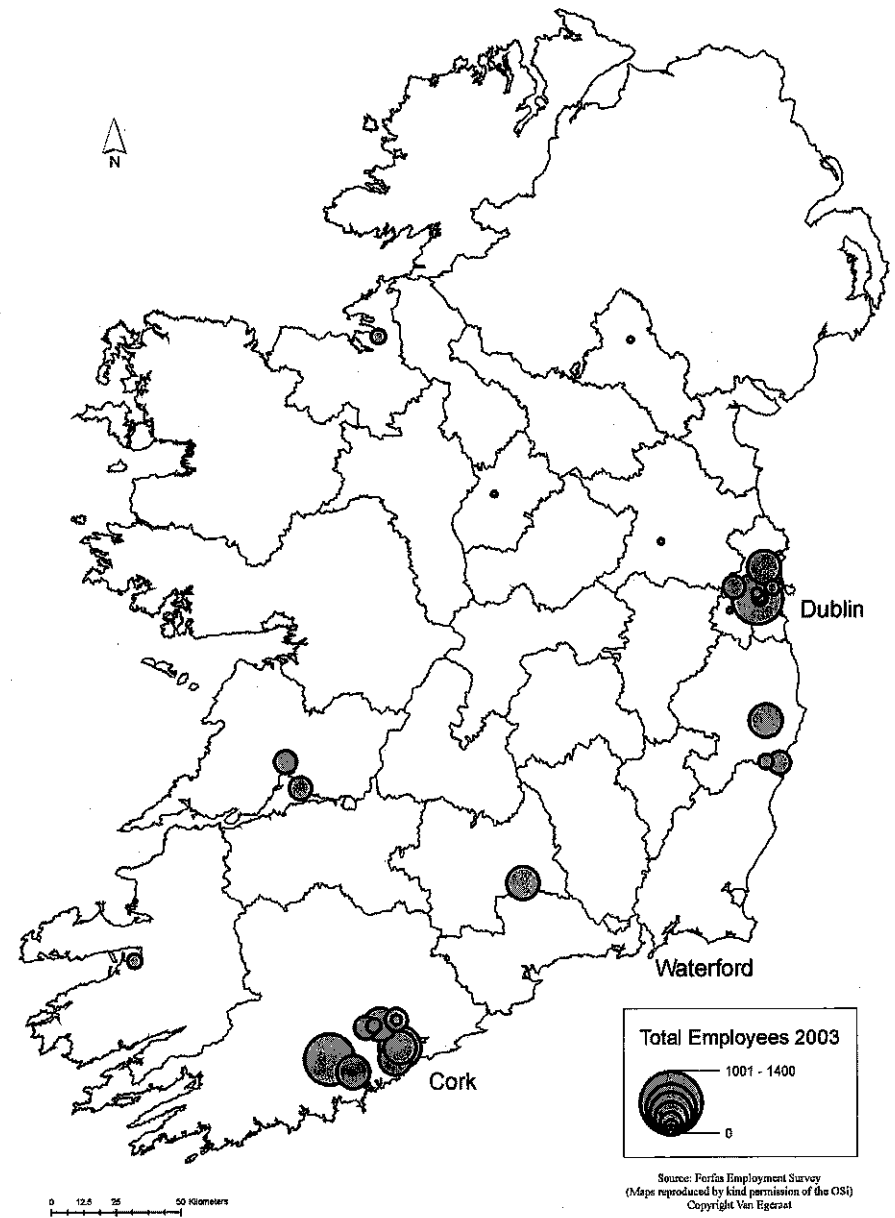 N
Dublin
Waterford
Cork
Total Employees 2003
1001 - 1400
0
0 12.5 25 50 Kilometers
Source: Forfas Employment Survey
(Maps reproduced by kind permission of the OSi)
Copyright Van Egeraat